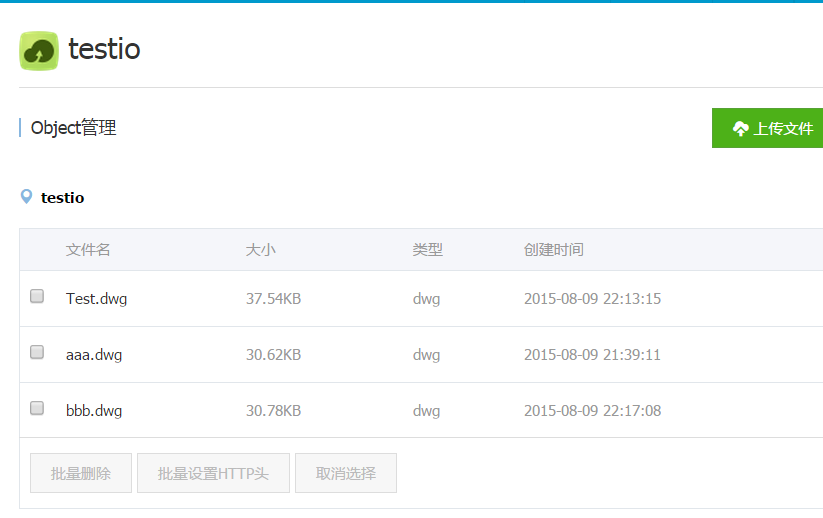 testio
Object管理
上传文件
testio
文件名 大小 类型 创建时间
Test.dwg 37.54KB dwg 2015-08-09 22:13:15
aaa.dwg 30.62KB dwg 2015-08-09 21:39:11
bbb.dwg 30.78KB dwg 2015-08-09 22:17:08
批量删除 批量设置HTTP头 取消选择